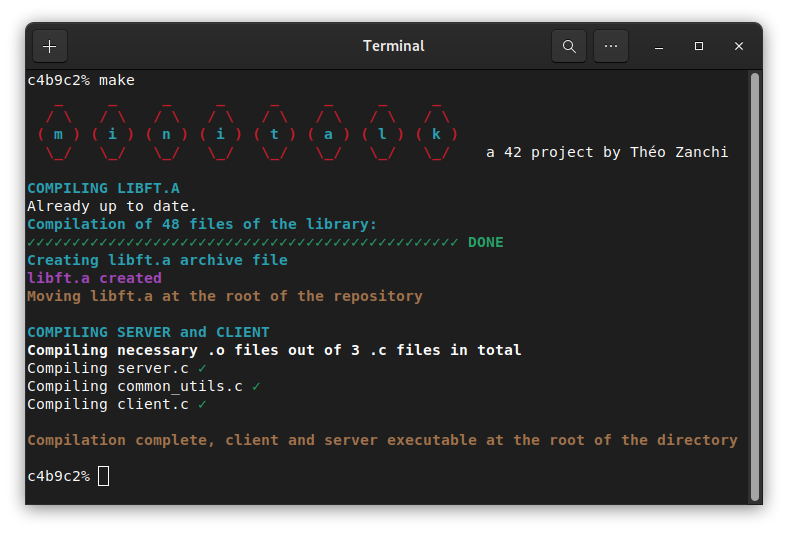 Terminal
c4b9c2% make
   _     _     _     _     _     _     _     _
  / \   / \   / \   / \   / \   / \   / \   / \
 ( m ) ( i ) ( n ) ( i ) ( t ) ( a ) ( l ) ( k )
  \_/   \_/   \_/   \_/   \_/   \_/   \_/   \_/    a 42 project by Théo Zanchi
COMPILING LIBFT.A
Already up to date.
Compilation of 48 files of the library:
✓✓✓✓✓✓✓✓✓✓✓✓✓✓✓✓✓✓✓✓✓✓✓✓✓✓✓✓✓✓✓✓✓✓✓✓✓✓✓✓✓✓✓✓✓✓✓✓ DONE
Creating libft.a archive file
libft.a created
Moving libft.a at the root of the repository
COMPILING SERVER and CLIENT
Compiling necessary .o files out of 3 .c files in total
Compiling server.c ✓
Compiling common_utils.c ✓
Compiling client.c ✓
Compilation complete, client and server executable at the root of the directory
c4b9c2%